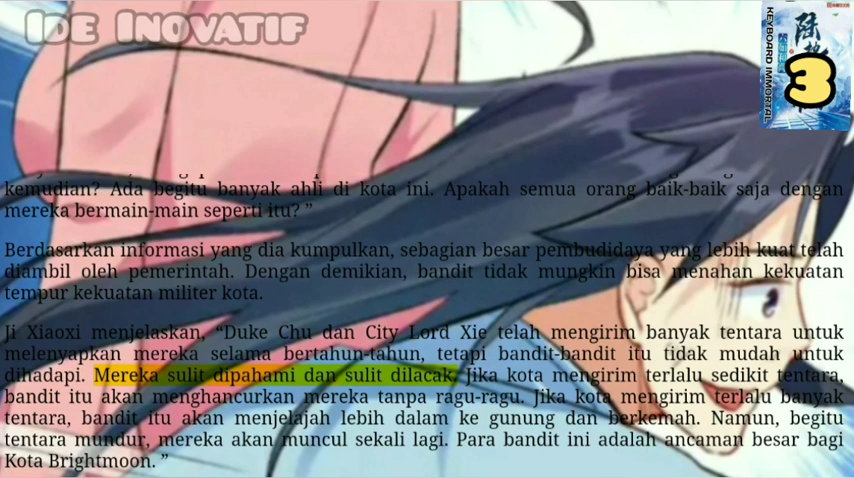 IDE INOVATIF
KEYBOARD IMMORTAL
3
kemudian? Ada begitu banyak ahli di kota ini. Apakah semua orang baik-baik saja dengan
mereka bermain-main seperti itu? ”
Berdasarkan informasi yang dia kumpulkan, sebagian besar pembudidaya yang lebih kuat telah
diambil oleh pemerintah. Dengan demikian, bandit tidak mungkin bisa menahan kekuatan
tempur kekuatan militer kota.
Ji Xiaoxi menjelaskan, “Duke Chu dan City Lord Xie telah mengirim banyak tentara untuk
melenyapkan mereka selama bertahun-tahun, tetapi bandit-bandit itu tidak mudah untuk
dihadapi. Mereka sulit dipahami dan sulit dilacak. Jika kota mengirim terlalu sedikit tentara,
bandit itu akan menghancurkan mereka tanpa ragu-ragu. Jika kota mengirim terlalu banyak
tentara, bandit itu akan menjelajah lebih dalam ke gunung dan berkemah. Namun, begitu
tentara mundur, mereka akan muncul sekali lagi. Para bandit ini adalah ancaman besar bagi
Kota Brightmoon. ”